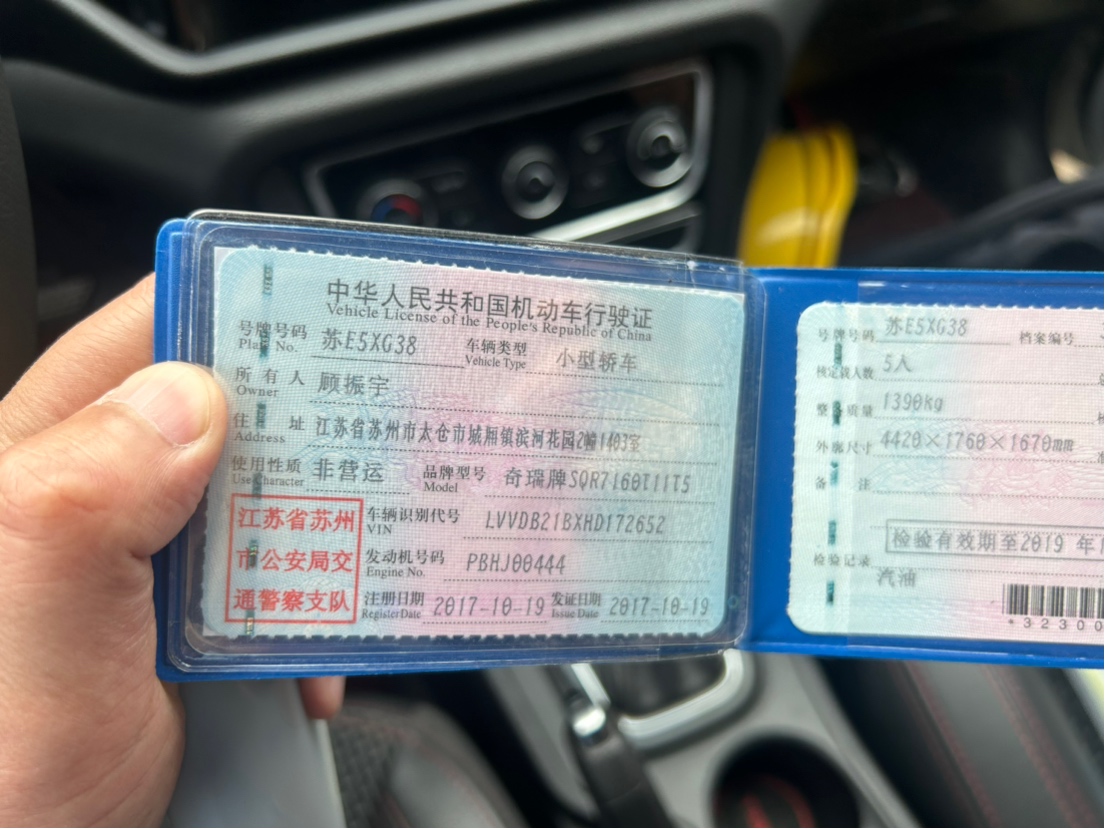 中华人民共和国机动车行驶证
Vehicle License of the People's Republic of China
号牌号码 苏E5XG38 车辆类型 小型轿车
Plate No. Vehicle Type
所有人 顾振宇
Owner
住址 江苏省苏州市太仓市城厢镇滨河花园2幢1403室
Address
使用性质 非营运 品牌型号 奇瑞牌SQR7160T11T5
Use Character Model
江苏省苏州
市公安局交
通警察支队
车辆识别代号 LVVDB21BXHD172652
VIN
发动机号码 PBHJ00444
Engine No.
注册日期 2017-10-19 发证日期 2017-10-19
Register Date Issue Date
号牌号码 苏E5XG38 档案编号
核定载人数 5人
整备质量 1390kg
外廓尺寸 4420×1760×1670mm
备注
检验有效期至2019 年
检验记录
汽油
*32300